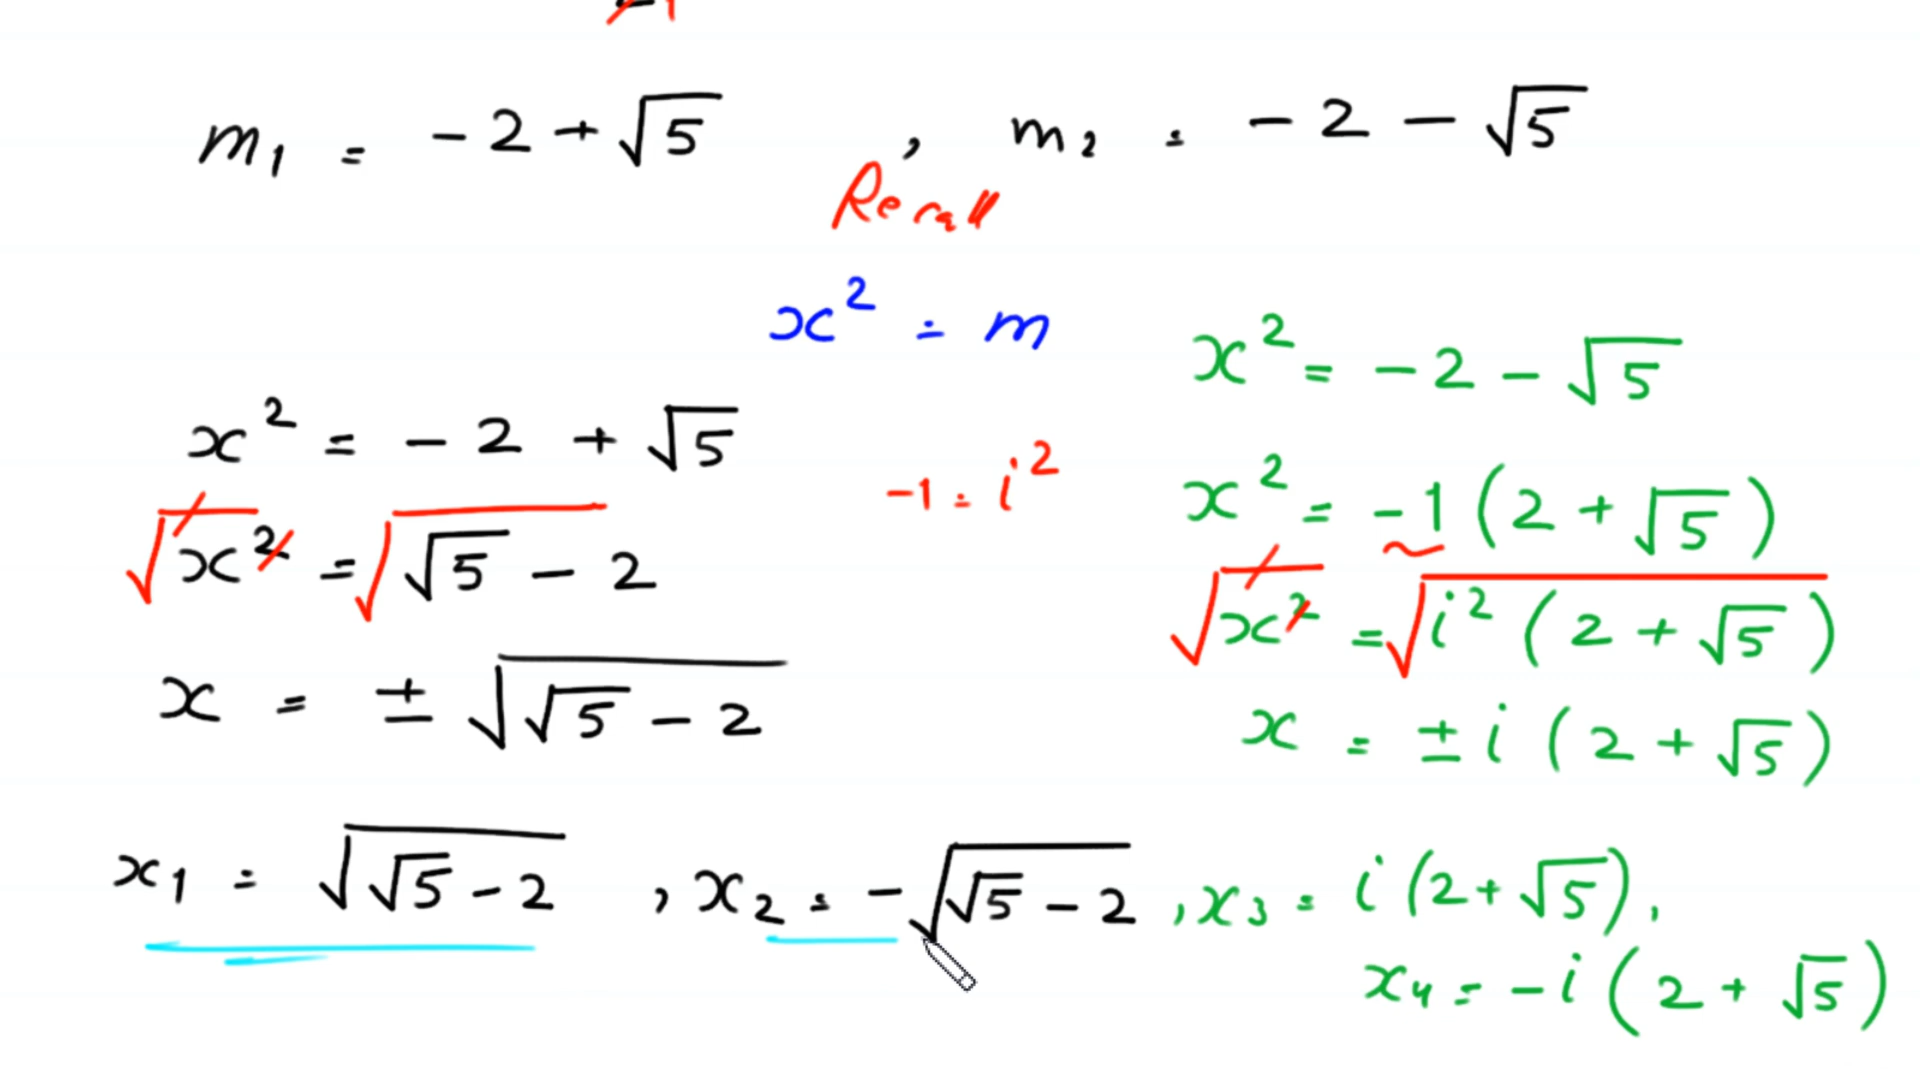 m₁ = -2 + √5 , m₂ = -2 - √5
Recall
x² = m
x² = -2 + √5
√x² = √(√5 - 2)
x = ± √(√5 - 2)
-1 = i²
x² = -2 - √5
x² = -1 (2 + √5)
√x² = √(i² (2 + √5))
x = ± i (2 + √5)
x₁ = √(√5 - 2) , x₂ = -√(√5 - 2) , x₃ = i (2 + √5) ,
x₄ = -i (2 + √5)